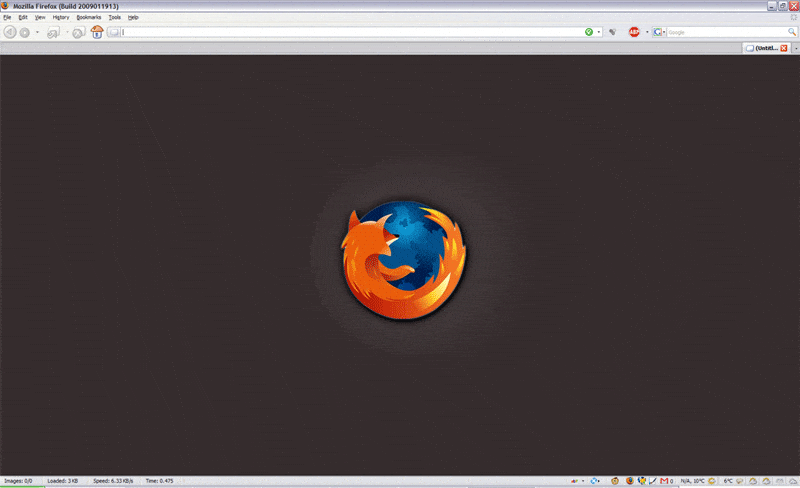 Mozilla Firefox (Build 2009011913)
File Edit View History Bookmarks Tools Help
ABP Google
(Untitl...
Images: 0/0 Loaded: 3 KB Speed: 6.33 KB/s Time: 0.475 0 N/A, 10°C 6°C